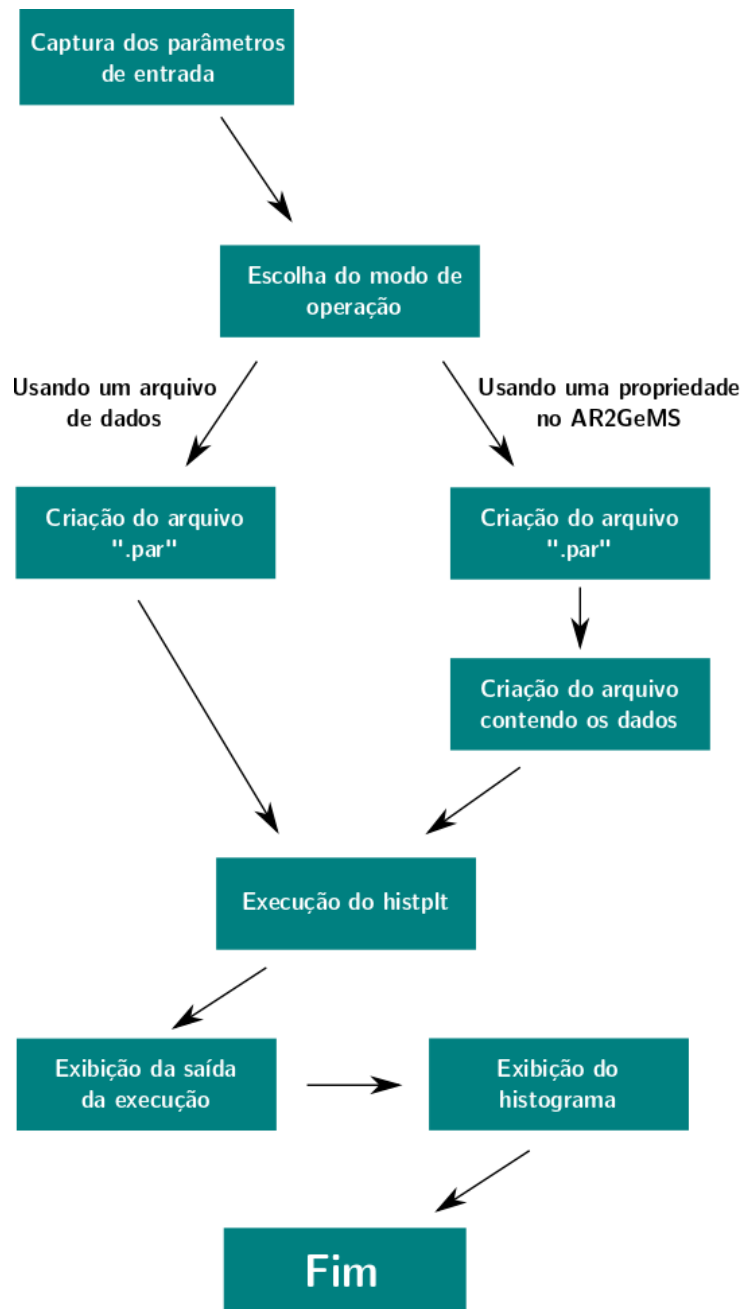 Captura dos parâmetros
de entrada
Escolha do modo de
operação
Usando um arquivo
de dados
Usando uma propriedade
no AR2GeMS
Criação do arquivo
".par"
Criação do arquivo
".par"
Criação do arquivo
contendo os dados
Execução do histplt
Exibição da saída
da execução
Exibição do
histograma
Fim